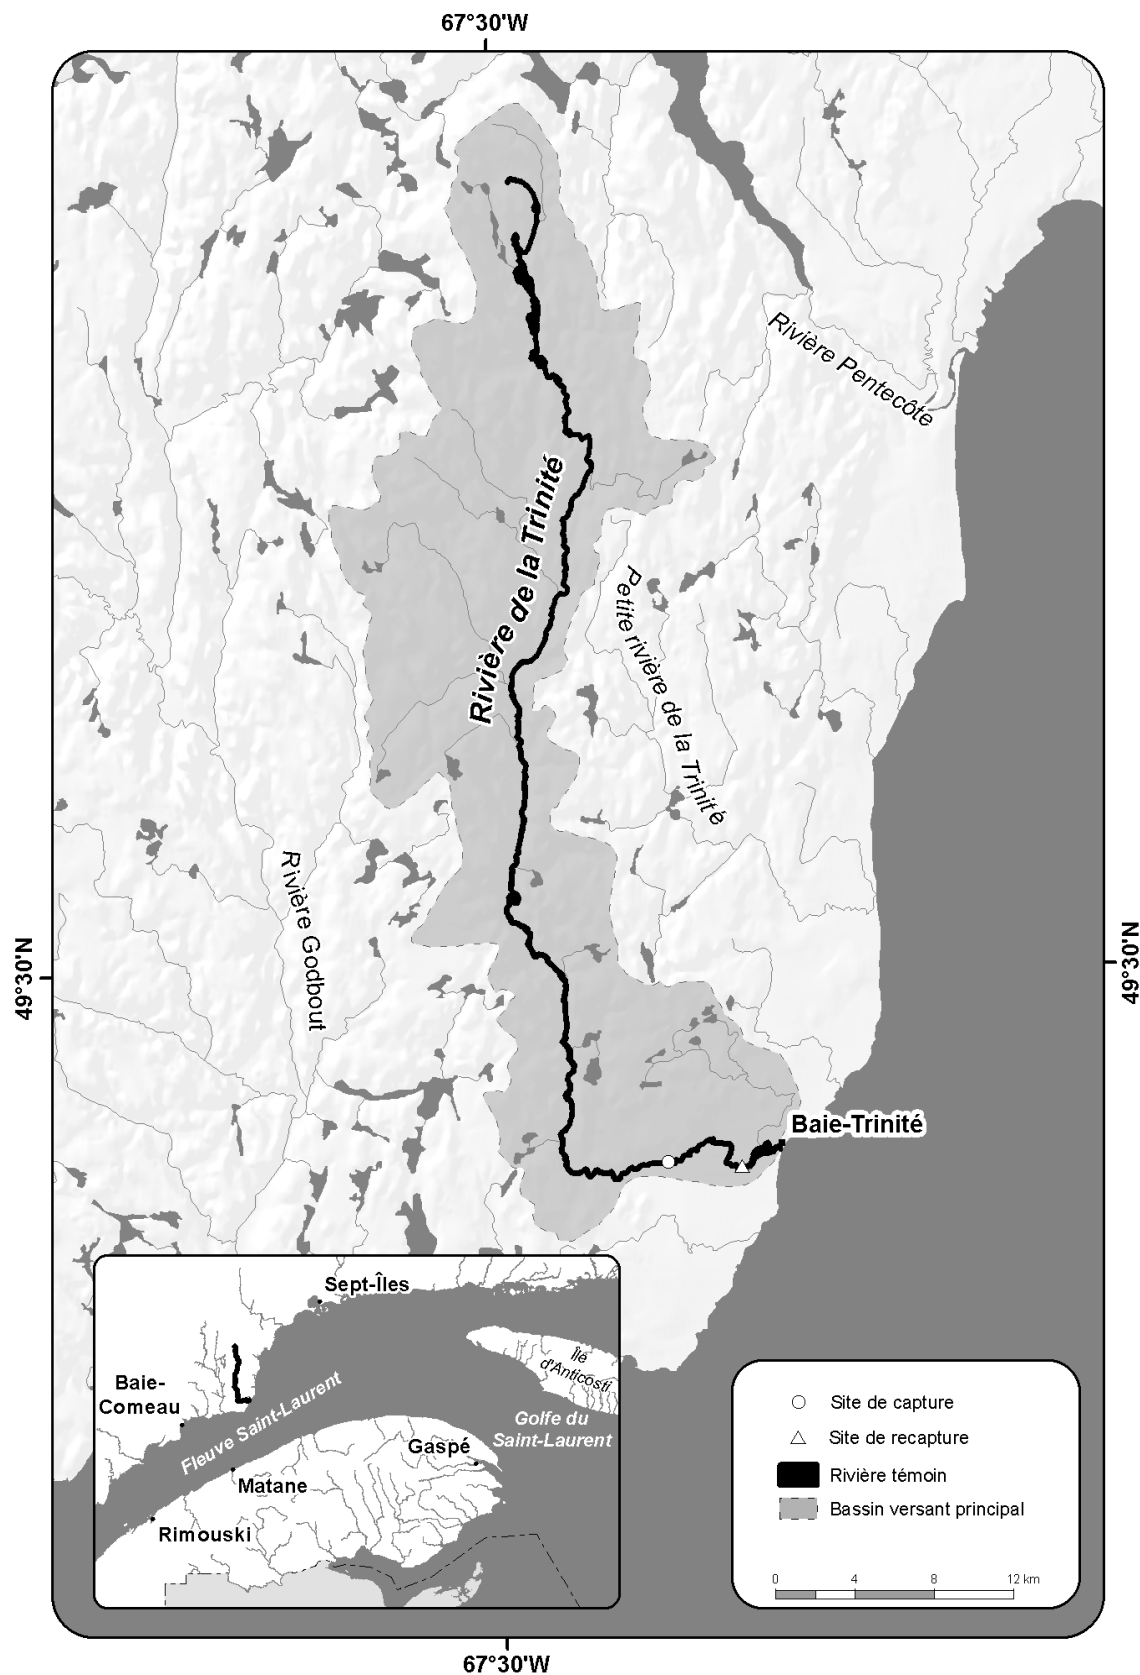 67°30'W
Rivière Pentecôte
Rivière de la Trinité
Petite rivière de la Trinité
Rivière Godbout
49°30'N
49°30'N
Baie-Trinité
Sept-Îles
Île
d'Anticosti
Baie-
Comeau
Fleuve Saint-Laurent
Golfe du
Saint-Laurent
Gaspé
Matane
Rimouski
Site de capture
Site de recapture
Rivière témoin
Bassin versant principal
0 4 8 12 km
67°30'W